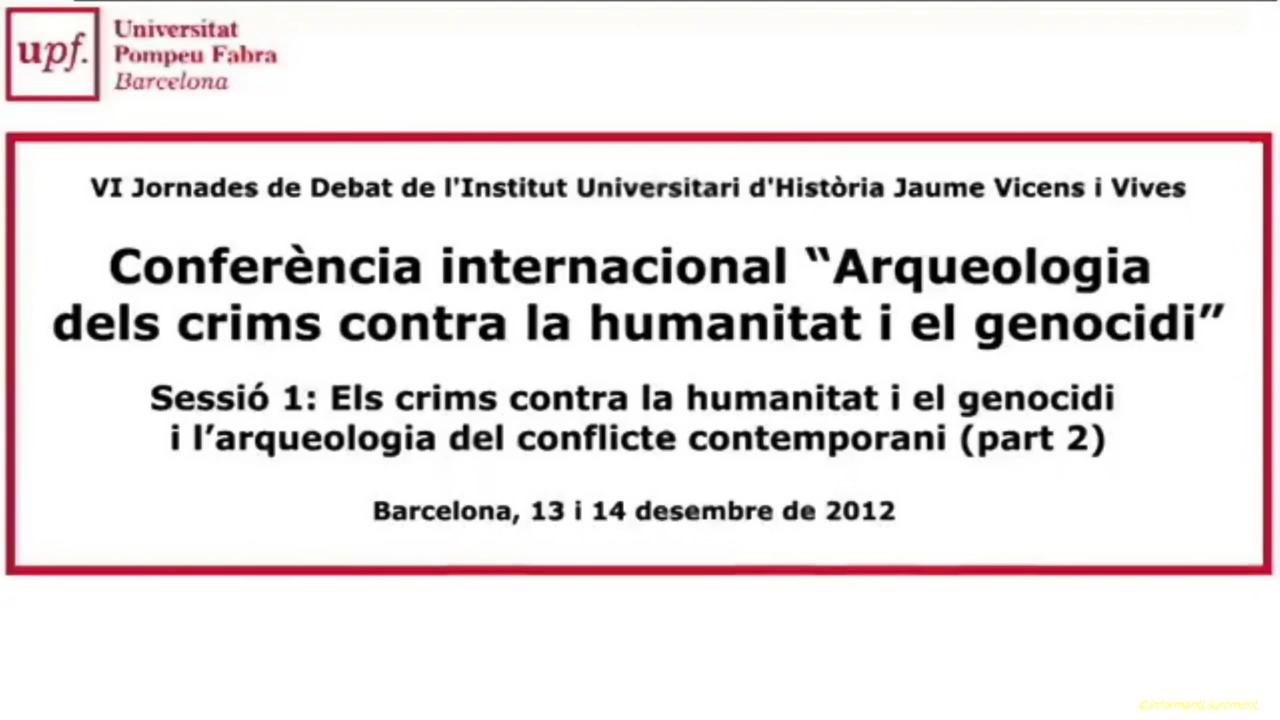 upf.
Universitat
Pompeu Fabra
Barcelona
VI Jornades de Debat de l'Institut Universitari d'Història Jaume Vicens i Vives
Conferència internacional “Arqueologia
dels crims contra la humanitat i el genocidi”
Sessió 1: Els crims contra la humanitat i el genocidi
i l’arqueologia del conflicte contemporani (part 2)
Barcelona, 13 i 14 desembre de 2012